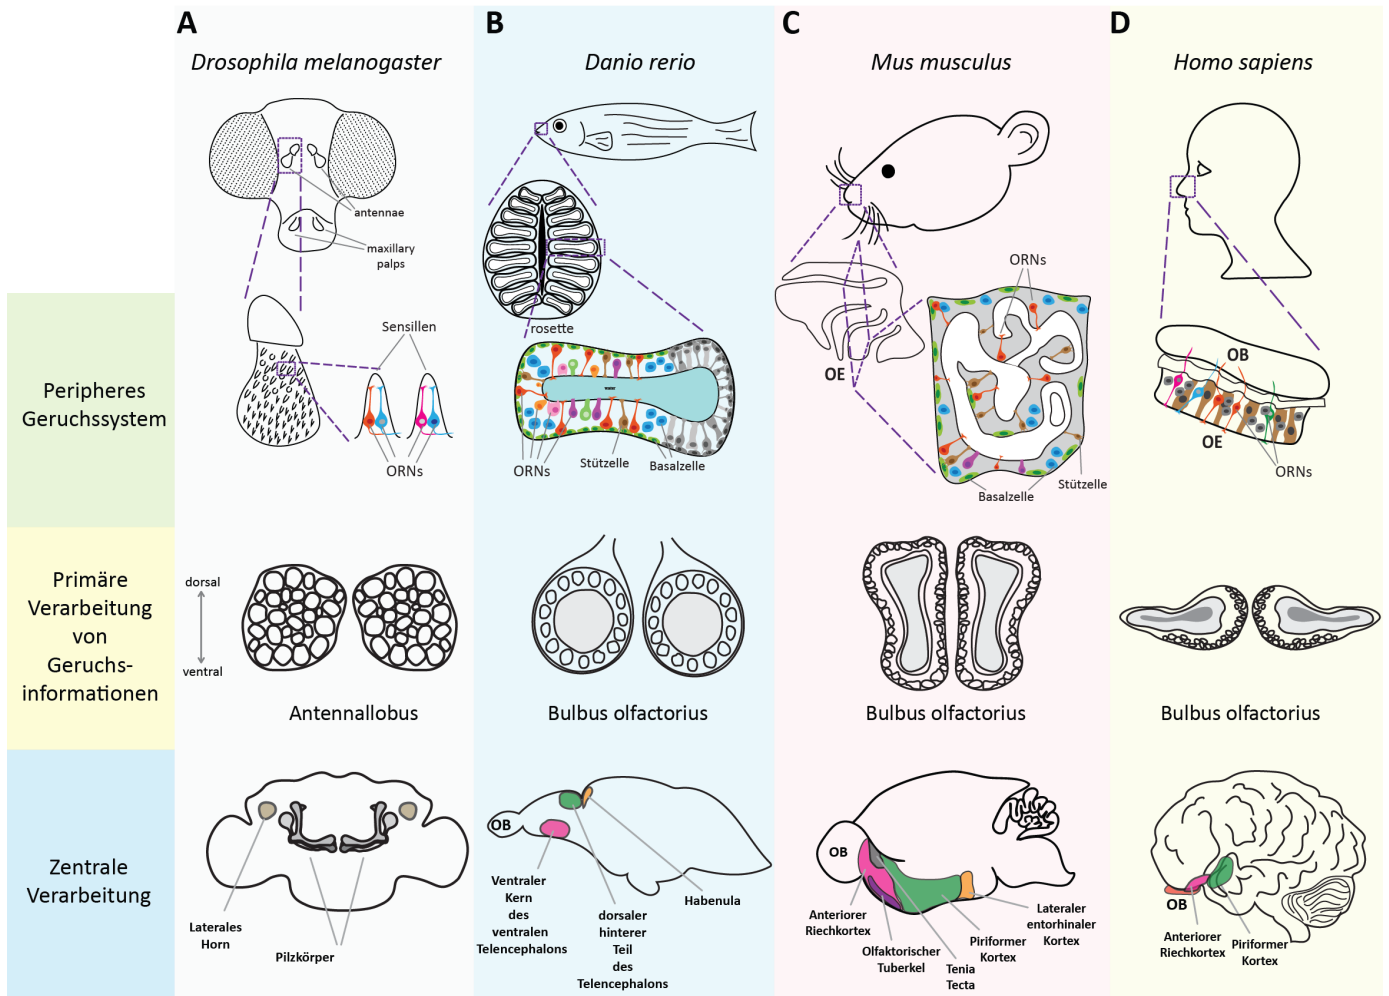 A
B
C
D
Drosophila melanogaster
Danio rerio
Mus musculus
Homo sapiens
antennae
maxillary
palps
rosette
Peripheres
Geruchssystem
Sensillen
ORNs
ORNs
Stützelle
Basalzelle
ORNs
OE
Basalzelle
Stützelle
OB
OE
ORNs
Primäre
Verarbeitung
von
Geruchs-
informationen
dorsal
ventral
Antennallobus
Bulbus olfactorius
Bulbus olfactorius
Bulbus olfactorius
Zentrale
Verarbeitung
Laterales
Horn
Pilzkörper
OB
Ventraler
Kern
des
ventralen
Telencephalons
dorsaler
hinterer
Teil
des
Telencephalons
Habenula
OB
Anteriorer
Riechkortex
Olfaktorischer
Tuberkel
Tenia
Tecta
Piriformer
Kortex
Lateraler
entorhinaler
Kortex
OB
Anteriorer
Riechkortex
Piriformer
Kortex